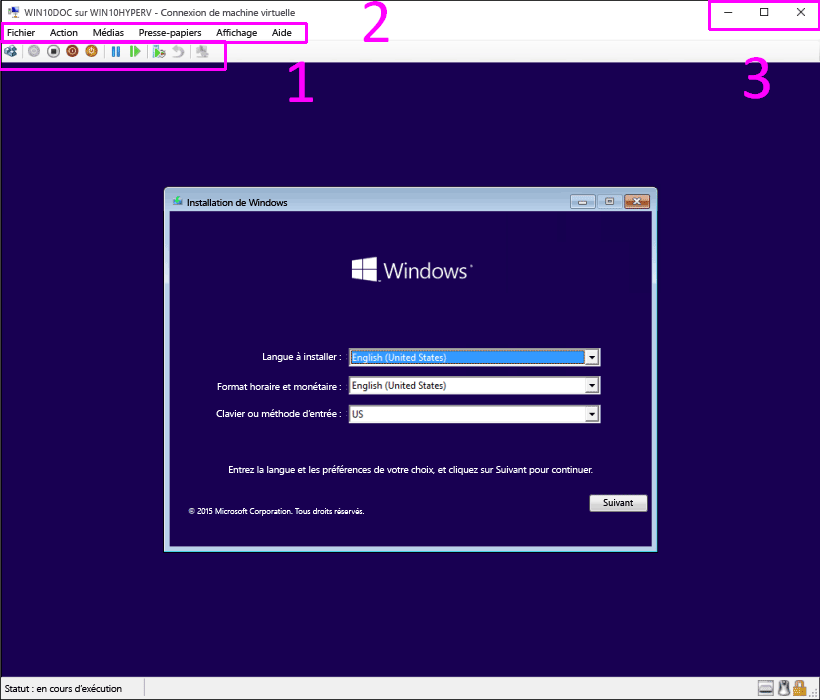 WIN10DOC sur WIN10HYPERV - Connexion de machine virtuelle
2
Fichier Action Médias Presse-papiers Affichage Aide
1
3
Installation de Windows
Windows
Langue à installer : English (United States)
Format horaire et monétaire : English (United States)
Clavier ou méthode d'entrée : US
Entrez la langue et les préférences de votre choix, et cliquez sur Suivant pour continuer.
Suivant
© 2015 Microsoft Corporation. Tous droits réservés.
Statut : en cours d'exécution